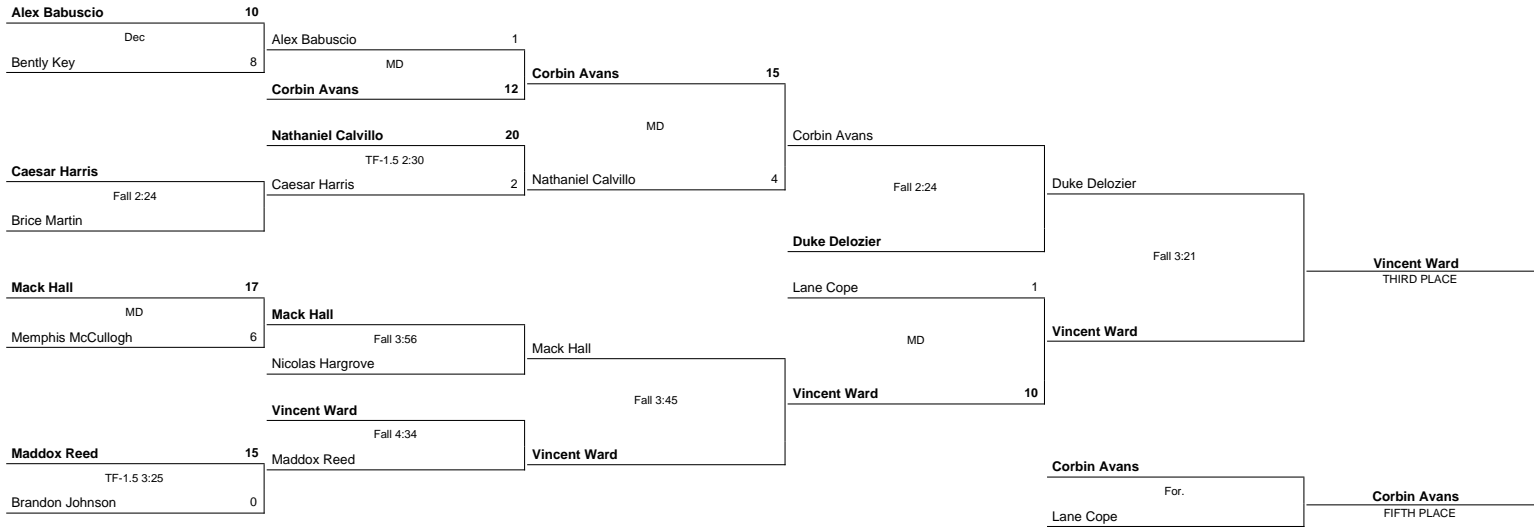 Alex Babuscio 10
Dec
Bently Key 8
Caesar Harris
Fall 2:24
Brice Martin
Mack Hall 17
MD
Memphis McCullogh 6
Maddox Reed 15
TF-1.5 3:25
Brandon Johnson 0
Alex Babuscio 1
MD
Corbin Avans 12
Nathaniel Calvillo 20
TF-1.5 2:30
Caesar Harris 2
Mack Hall
Fall 3:56
Nicolas Hargrove
Vincent Ward
Fall 4:34
Maddox Reed
Corbin Avans 15
MD
Nathaniel Calvillo 4
Mack Hall
Fall 3:45
Vincent Ward
Corbin Avans
Fall 2:24
Duke Delozier
Lane Cope 1
MD
Vincent Ward 10
Duke Delozier
Fall 3:21
Vincent Ward
Corbin Avans
For.
Lane Cope
Vincent Ward
THIRD PLACE
Corbin Avans
FIFTH PLACE